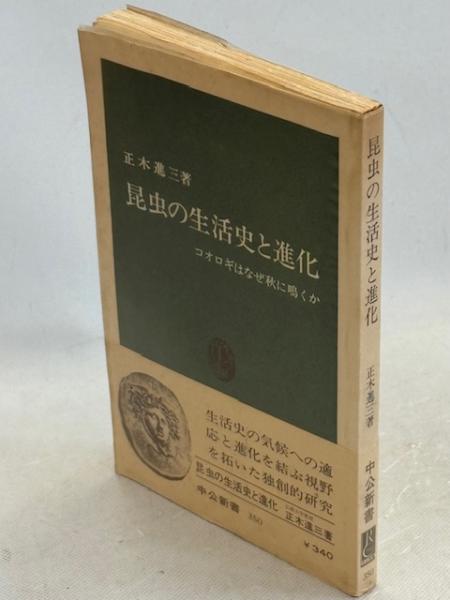 正木進三著
昆虫の生活史と進化
コオロギはなぜ秋に鳴くか
生活史の気候への適
応と進化を結ぶ視野
を拓いた独創的研究
昆虫の生活史と進化
正木進三著
中公新書 350
¥340
昆虫の生活史と進化
正木進三著
中公新書
350